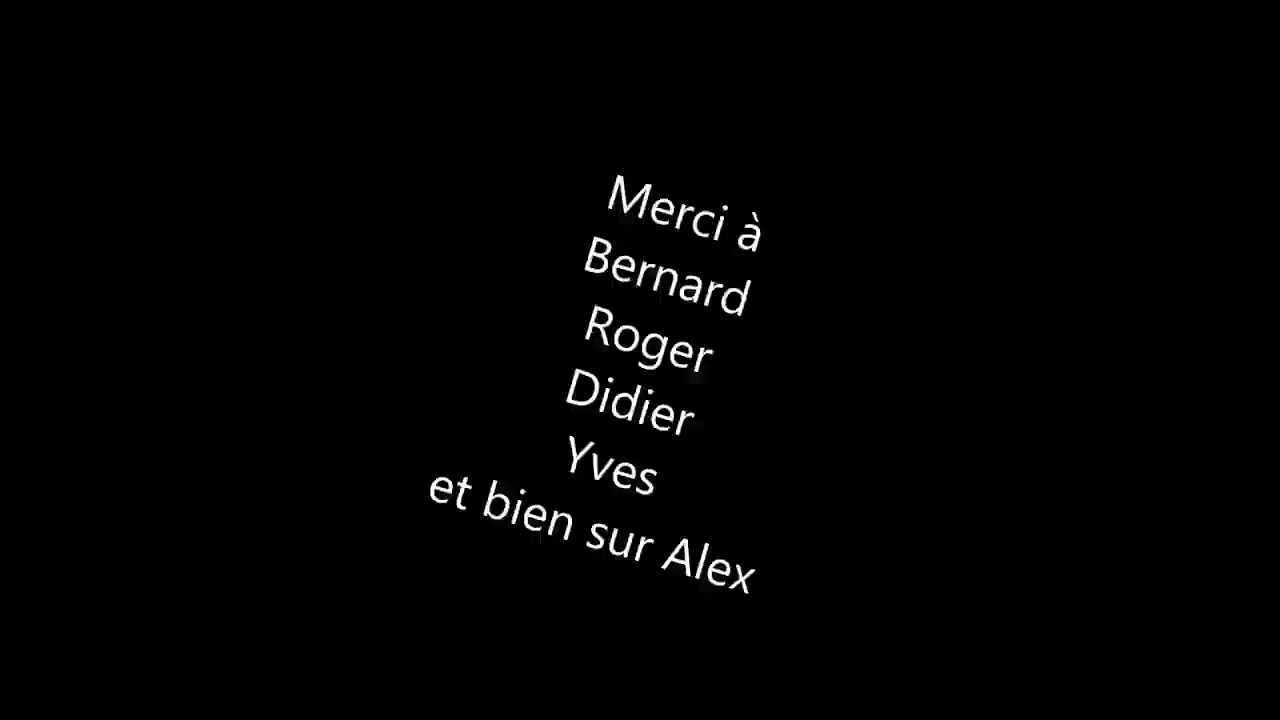 Merci à
Bernard
Roger
Didier
Yves
et bien sur Alex